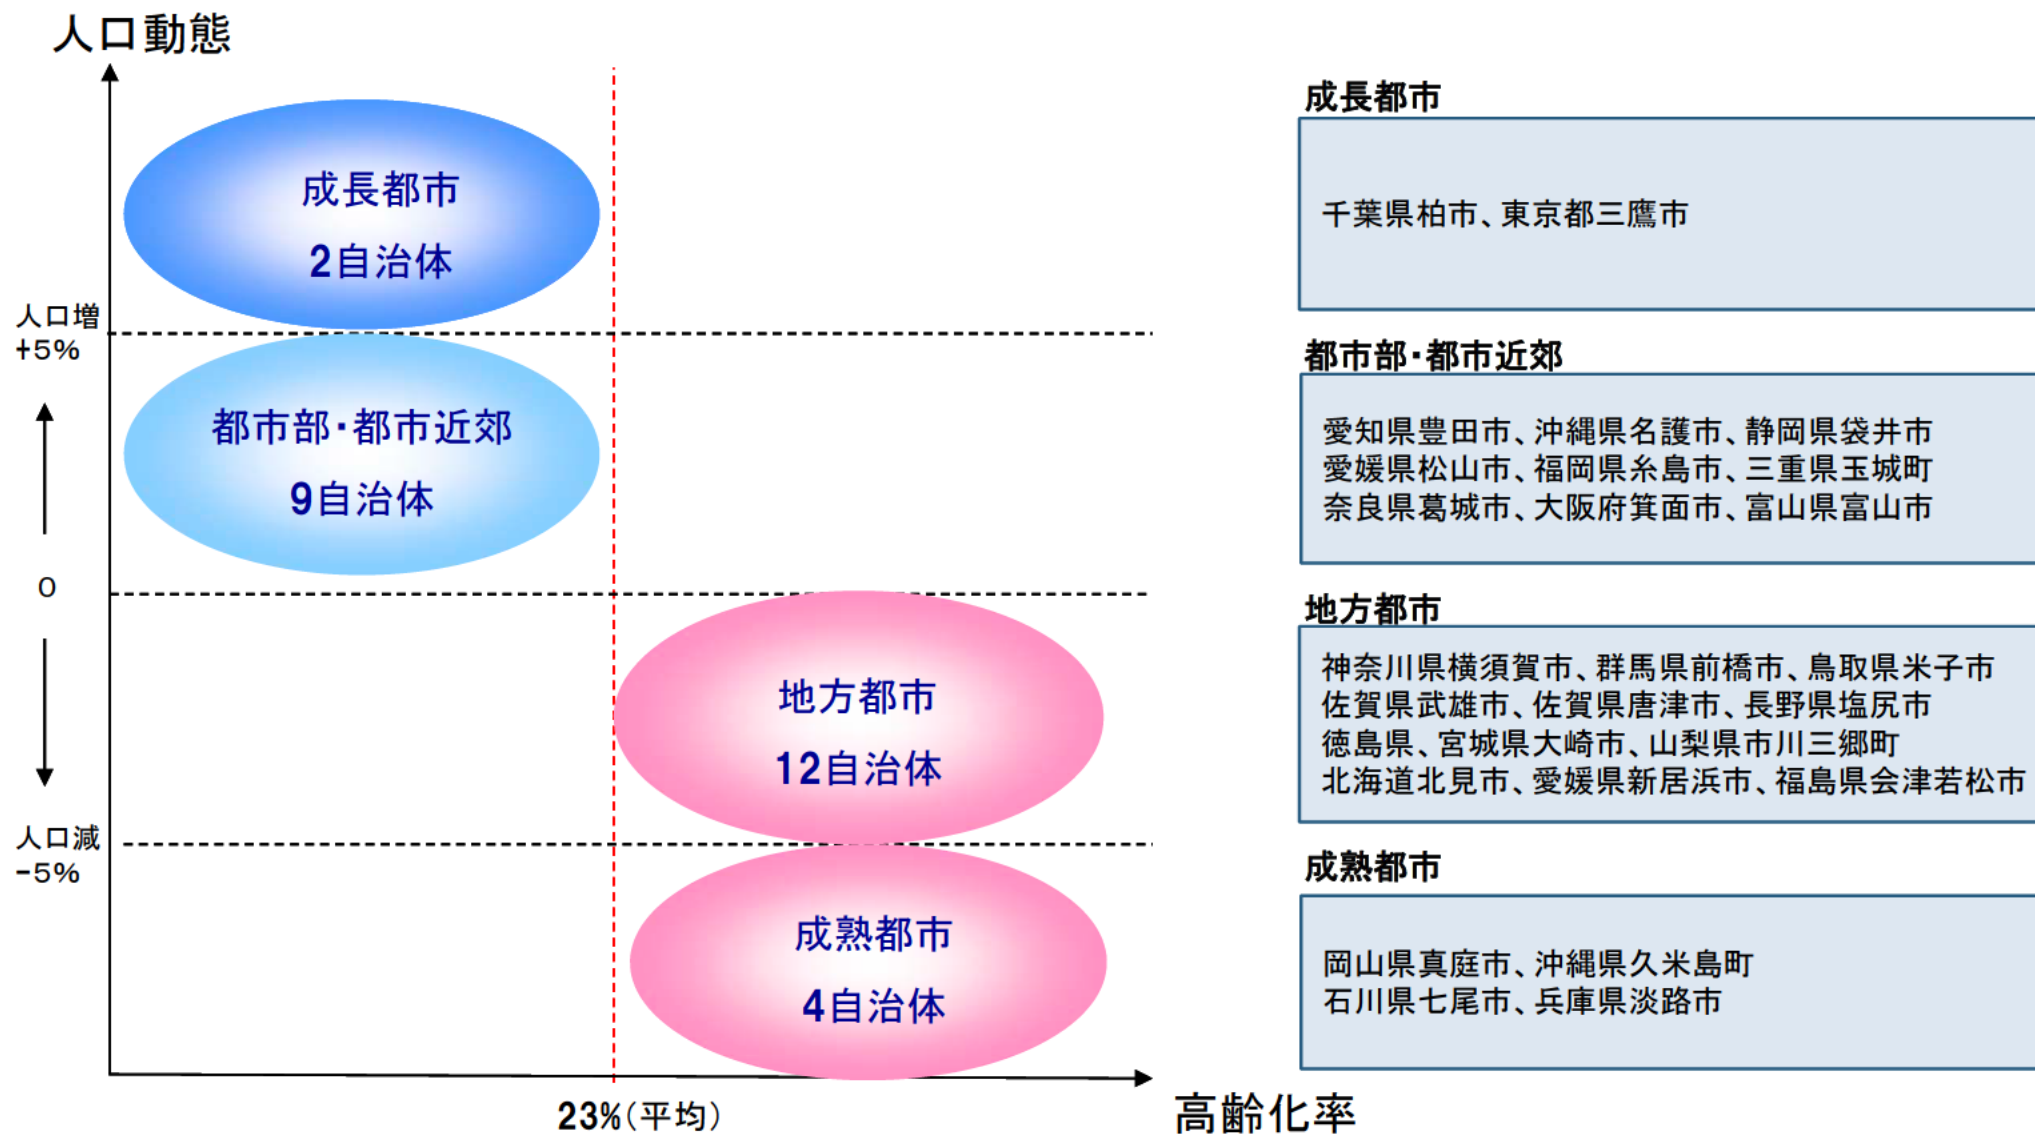 人口動態
成長都市
2自治体
人口増
+5%
都市部・都市近郊
9自治体
0
地方都市
12自治体
人口減
-5%
成熟都市
4自治体
23%(平均)
高齢化率
成長都市
千葉県柏市、東京都三鷹市
都市部・都市近郊
愛知県豊田市、沖縄県名護市、静岡県袋井市
愛媛県松山市、福岡県糸島市、三重県玉城町
奈良県葛城市、大阪府箕面市、富山県富山市
地方都市
神奈川県横須賀市、群馬県前橋市、鳥取県米子市
佐賀県武雄市、佐賀県唐津市、長野県塩尻市
徳島県、宮城県大崎市、山梨県市川三郷町
北海道北見市、愛媛県新居浜市、福島県会津若松市
成熟都市
岡山県真庭市、沖縄県久米島町
石川県七尾市、兵庫県淡路市